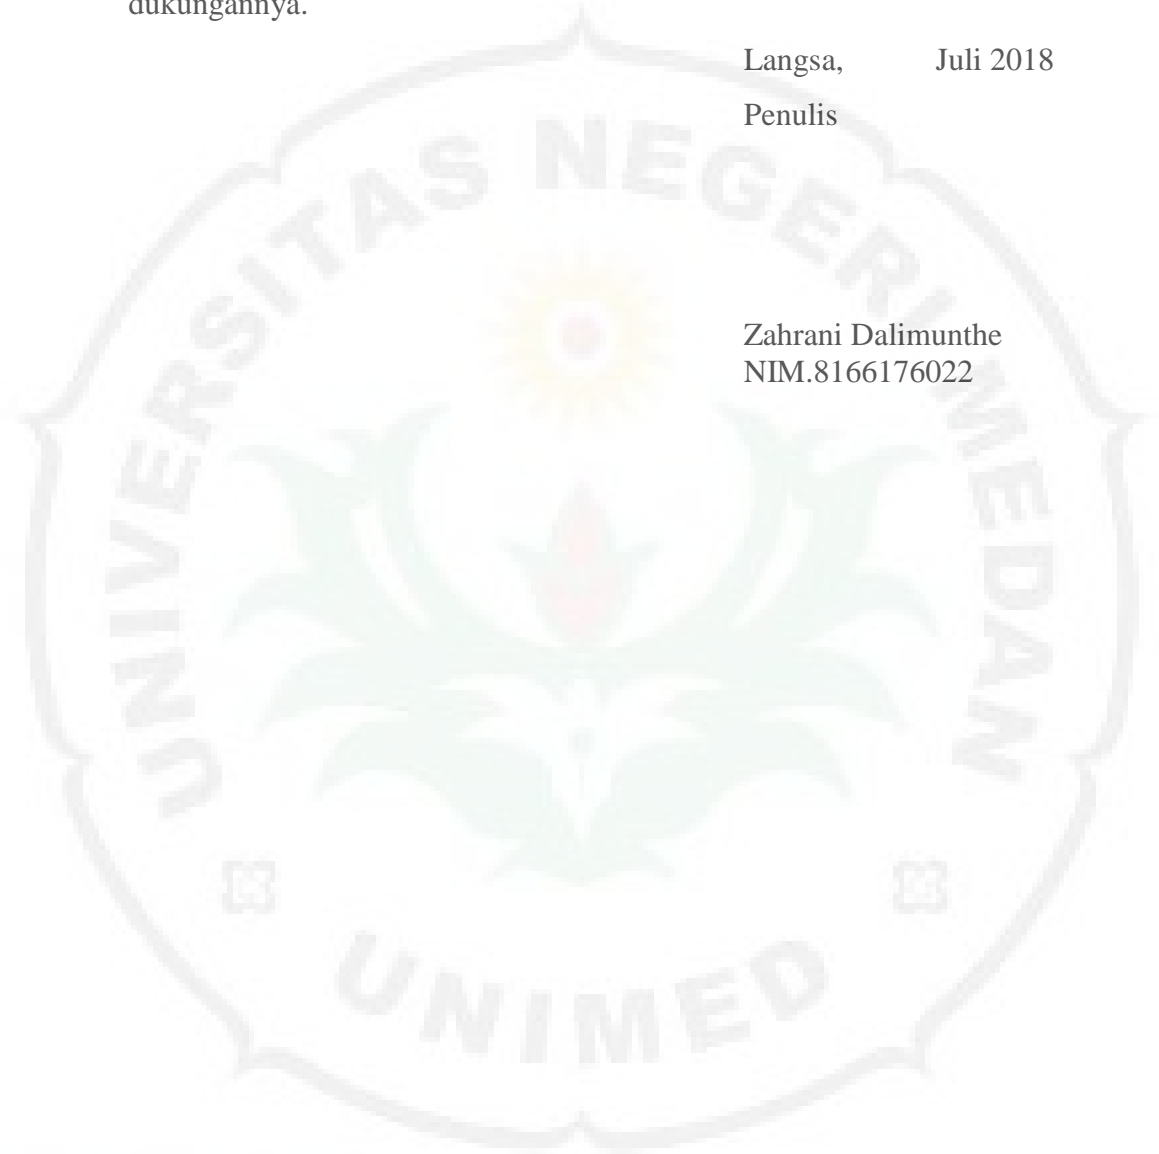 dukungannya.
Langsa, Juli 2018
Penulis
UNIVERSITAS NEGERI MEDAN
Zahrani Dalimunthe
NIM.8166176022
UNIMED